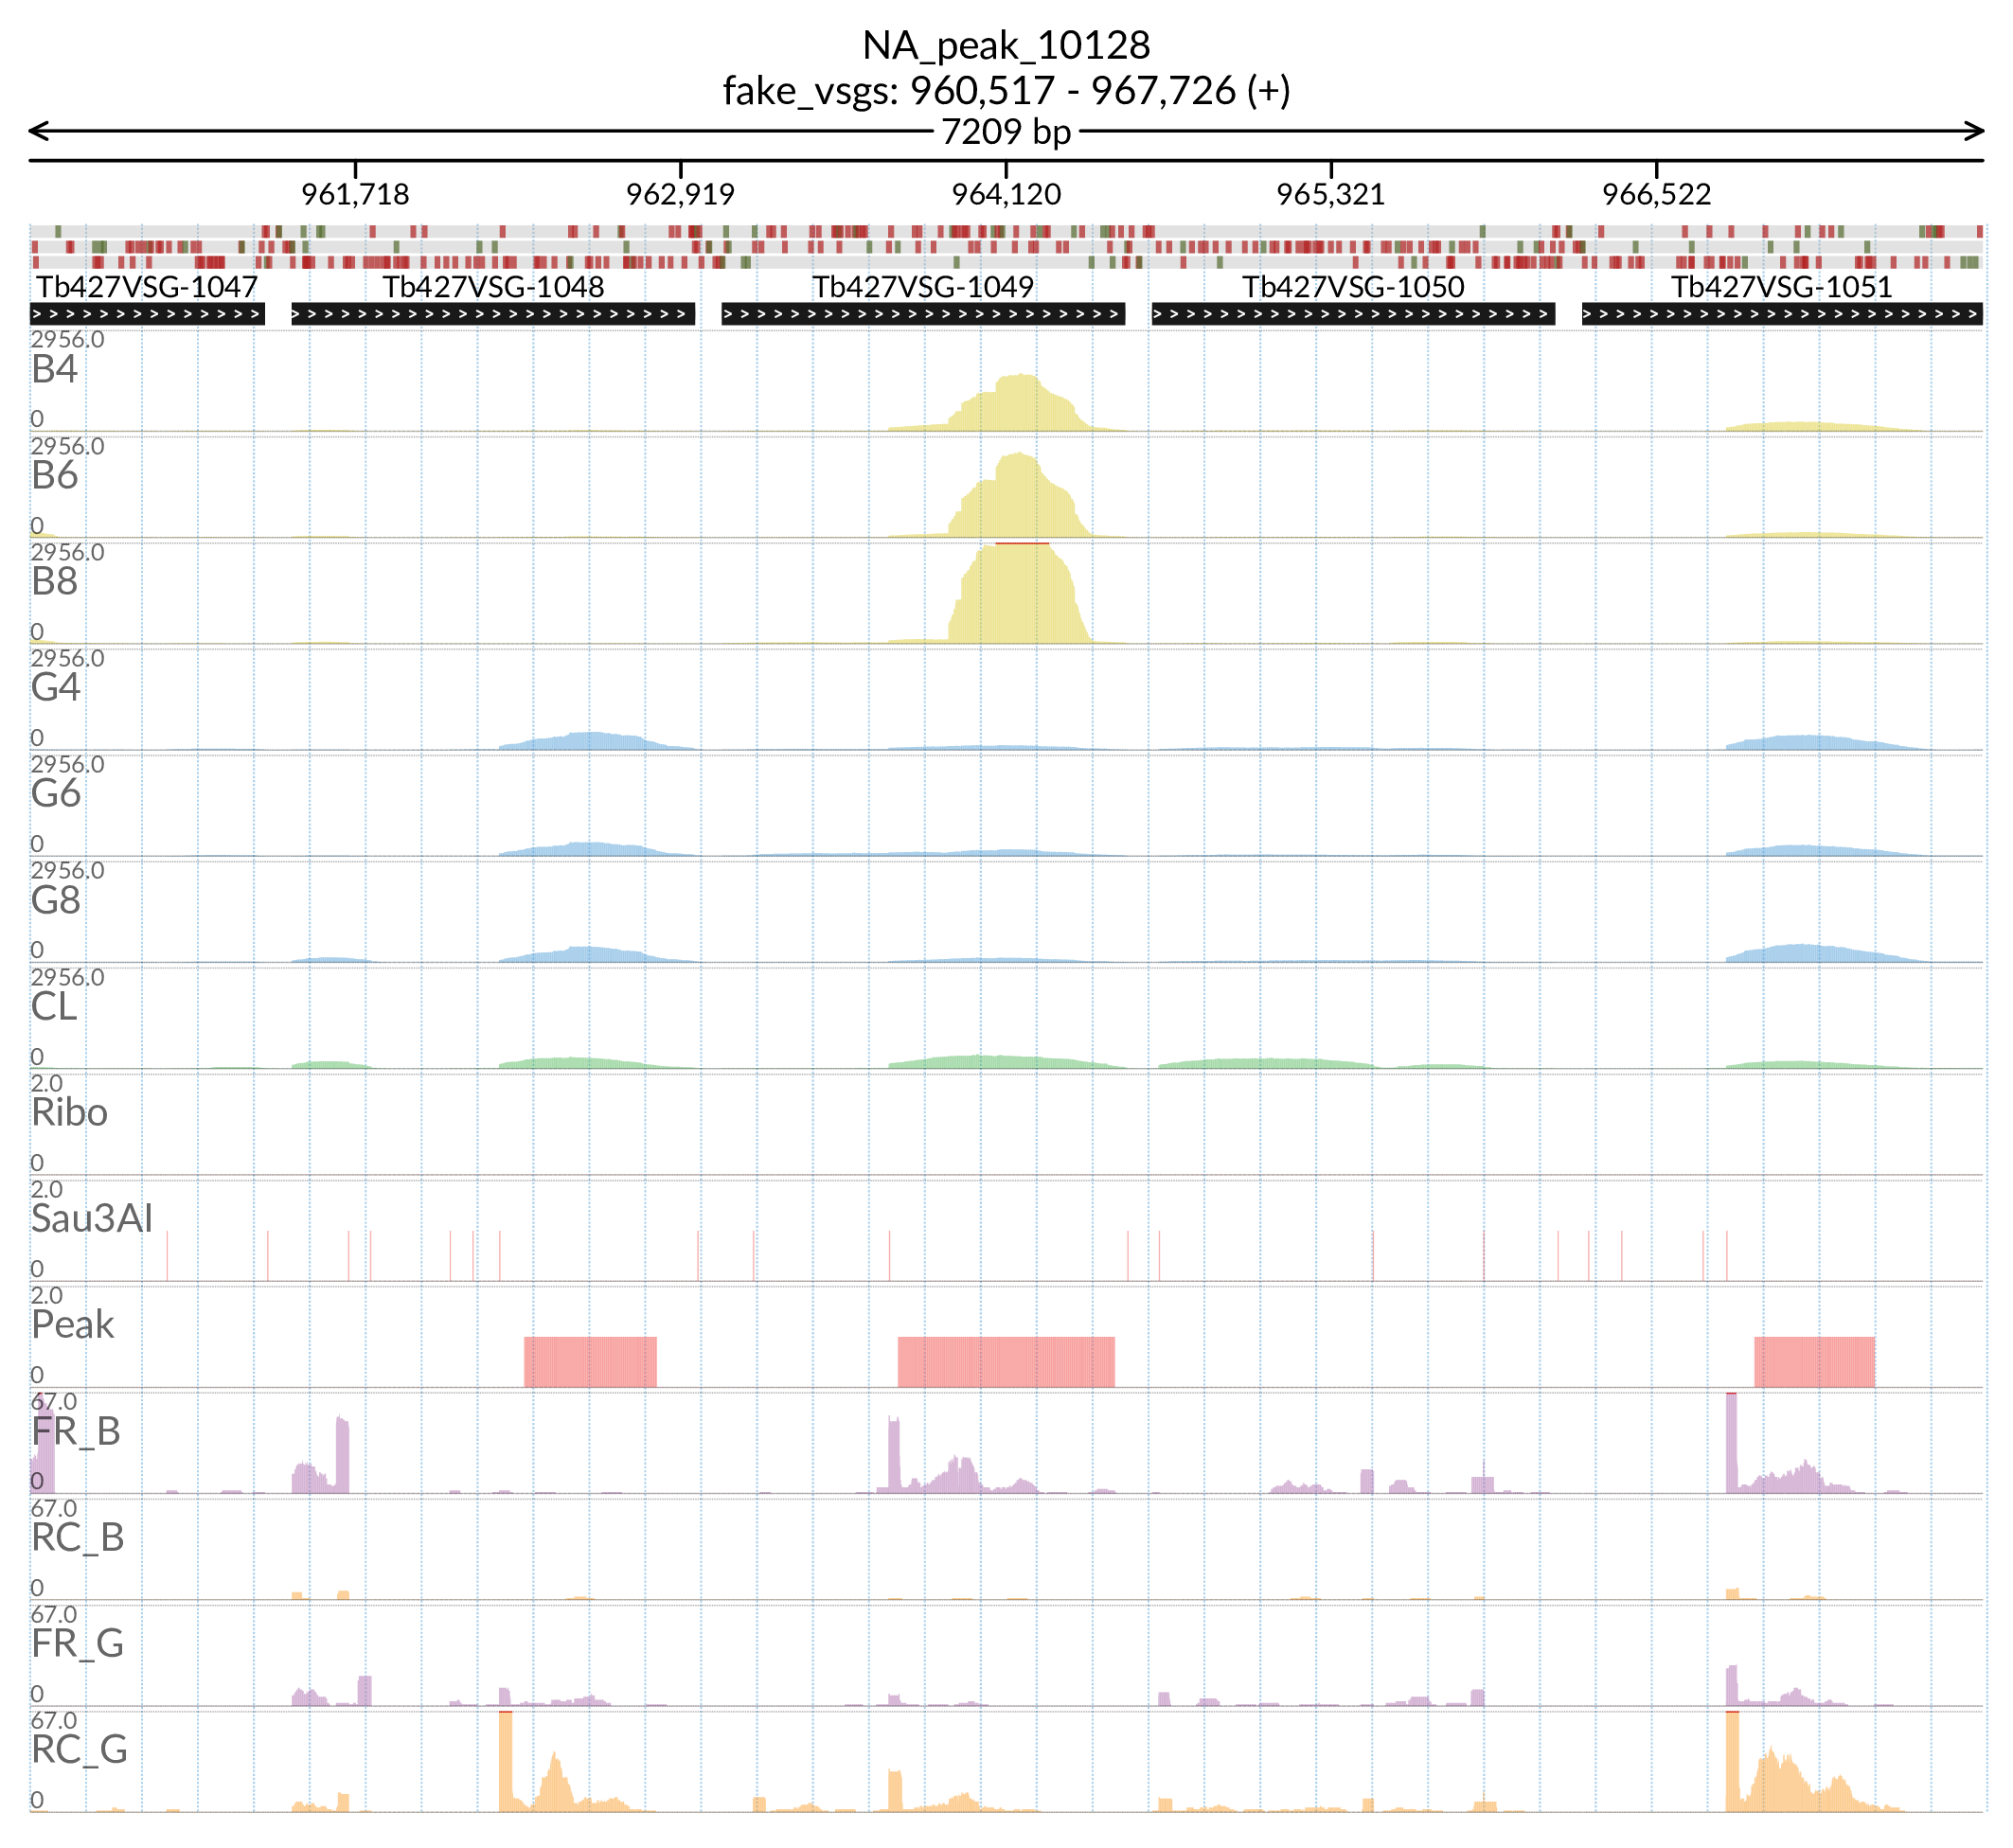 NA_peak_10128
fake_vsgs: 960,517 - 967,726 (+)
7209 bp
961,718 962,919 964,120 965,321 966,522
Tb427VSG-1047 Tb427VSG-1048 Tb427VSG-1049 Tb427VSG-1050 Tb427VSG-1051
2956.0
B4
0
2956.0
B6
0
2956.0
B8
0
2956.0
G4
0
2956.0
G6
0
2956.0
G8
0
2956.0
CL
0
2.0
Ribo
0
2.0
Sau3AI
0
2.0
Peak
0
67.0
FR_B
0
67.0
RC_B
0
67.0
FR_G
0
67.0
RC_G
0